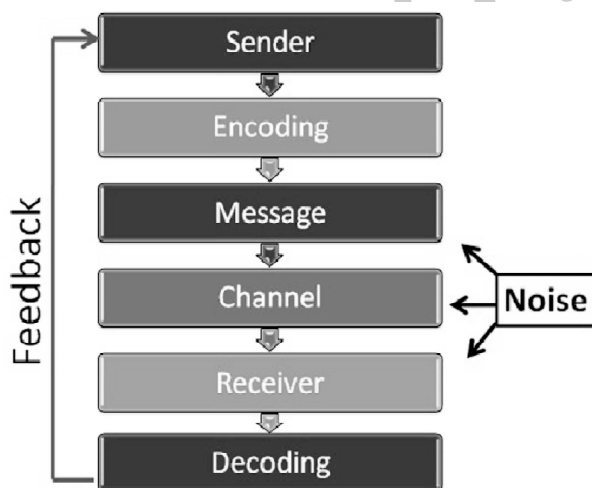 Sender
Encoding
Message
Channel
Receiver
Decoding
Feedback
Noise